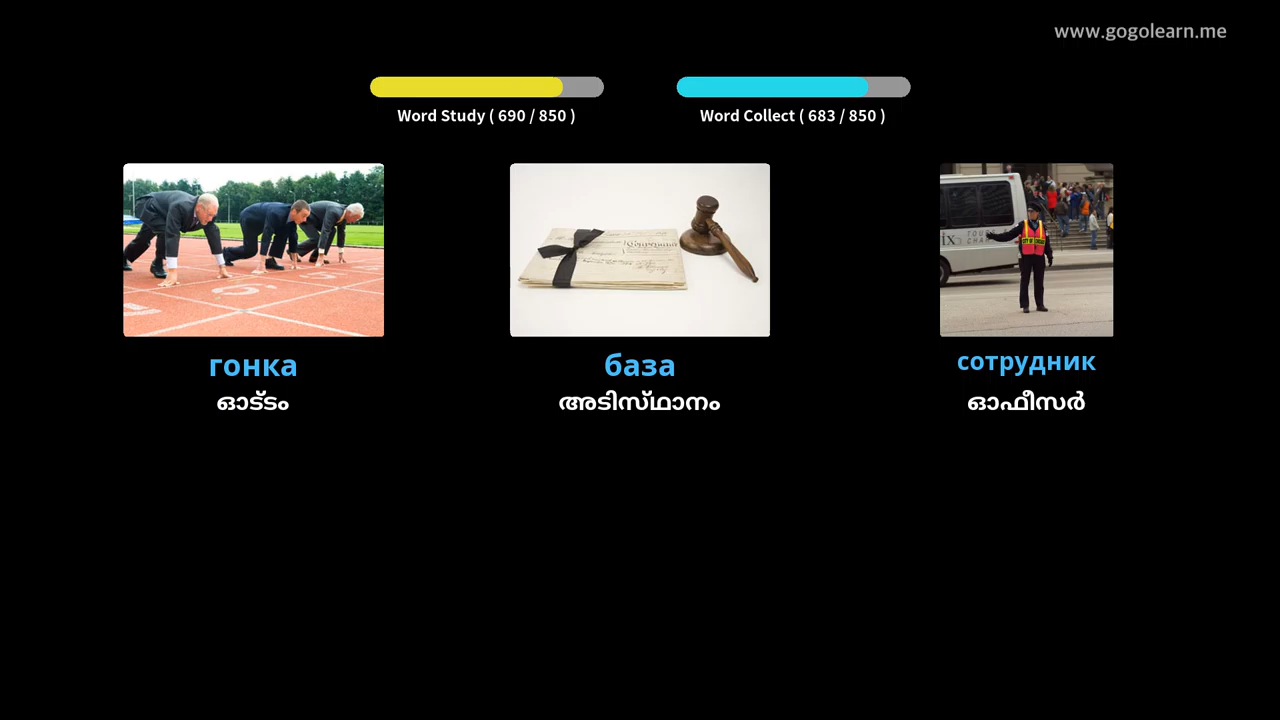 www.gogolearn.me
Word Study ( 690 / 850 )
Word Collect ( 683 / 850 )
гонка
база
сотрудник
ഓട്ടം
അടിസ്ഥാനം
ഓഫീസർ